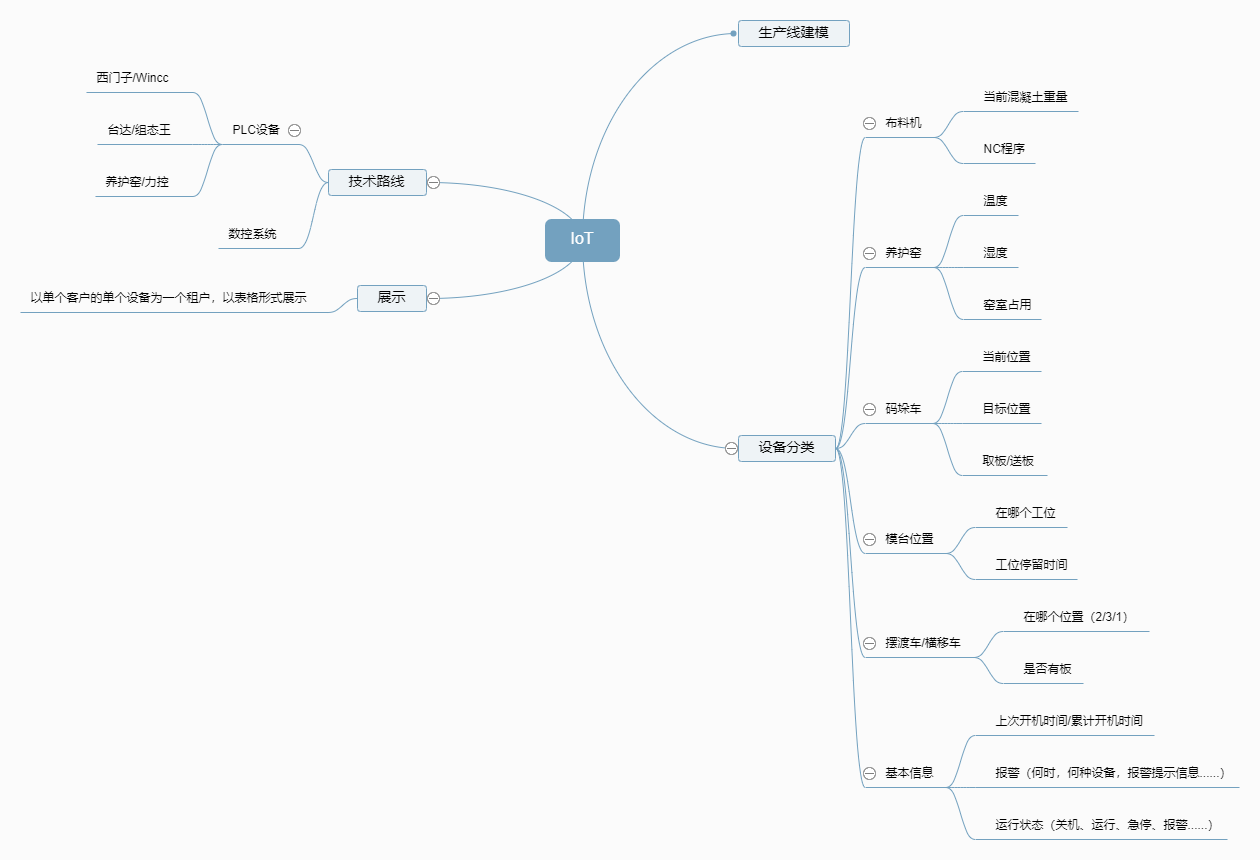 IoT
生产线建模
设备分类
布料机
当前混凝土重量
NC程序
养护窑
温度
湿度
窑室占用
码垛车
当前位置
目标位置
取板/送板
模台位置
在哪个工位
工位停留时间
摆渡车/横移车
在哪个位置（2/3/1）
是否有板
基本信息
上次开机时间/累计开机时间
报警（何时，何种设备，报警提示信息......）
运行状态（关机、运行、急停、报警......）
技术路线
PLC设备
西门子/Wincc
台达/组态王
养护窑/力控
数控系统
展示
以单个客户的单个设备为一个租户，以表格形式展示